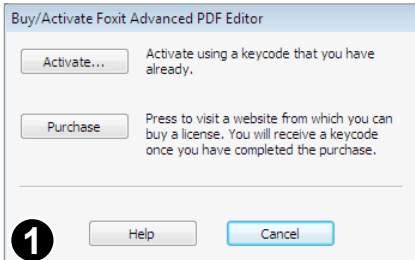 Buy/Activate Foxit Advanced PDF Editor
Activate...
Activate using a keycode that you have
already.
Purchase
Press to visit a website from which you can
buy a license. You will receive a keycode
once you have completed the purchase.
1
Help
Cancel